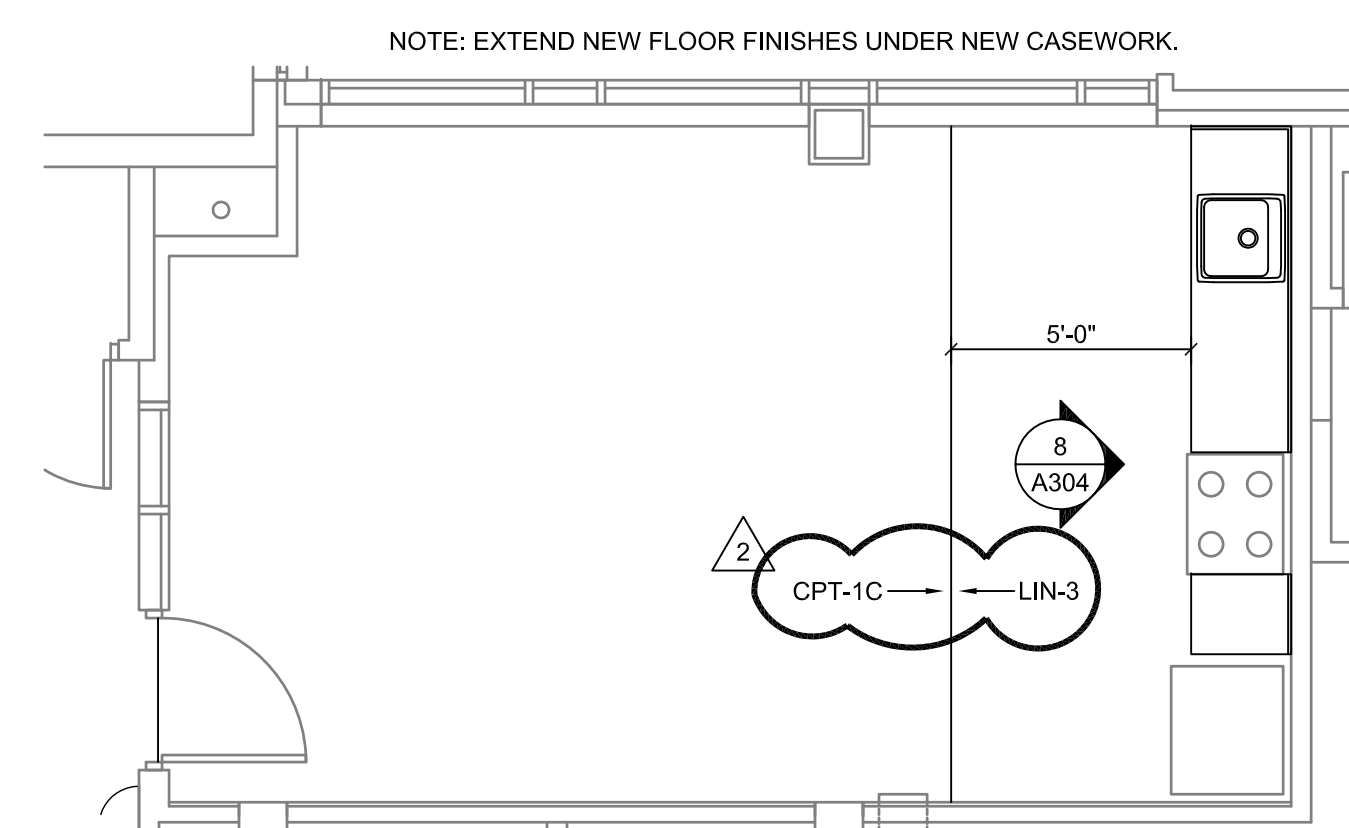 NOTE: EXTEND NEW FLOOR FINISHES UNDER NEW CASEWORK.
5'-0"
8
A304
2
CPT-1C
LIN-3